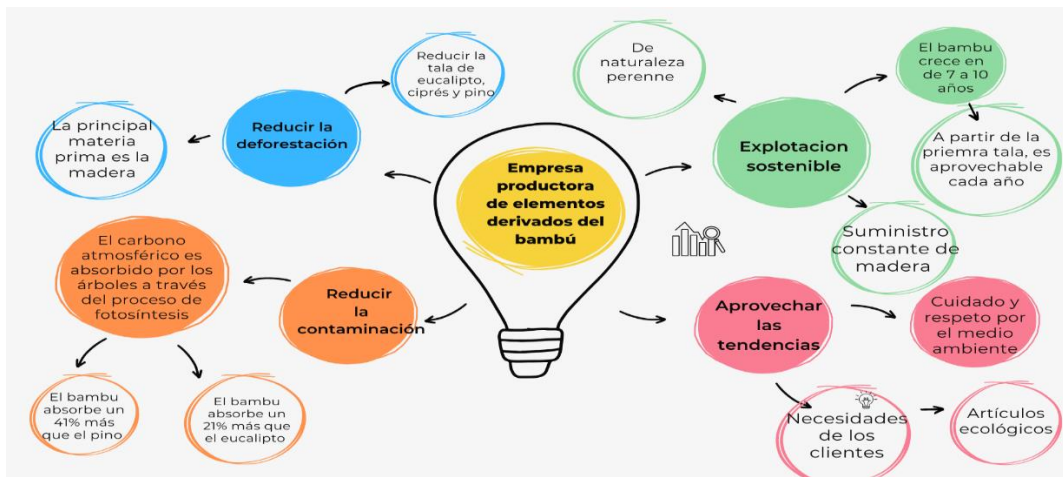 Empresa
productora
de elementos
derivados del
bambú
Reducir la
deforestación
Reducir la
tala de
eucalipto,
ciprés y pino
La principal
materia
prima es la
madera
Explotacion
sostenible
De
naturaleza
perenne
El bambu
crece en
de 7 a 10
años
A partir de la
priemra tala, es
aprovechable
cada año
Suministro
constante de
madera
Reducir
la
contaminación
El carbono
atmosférico es
absorbido por los
árboles a través
del proceso de
fotosíntesis
El bambu
absorbe un
41% más
que el pino
El bambu
absorbe un
21% más que
el eucalipto
Aprovechar
las
tendencias
Cuidado y
respeto por
el medio
ambiente
Necesidades
de los
clientes
Artículos
ecológicos